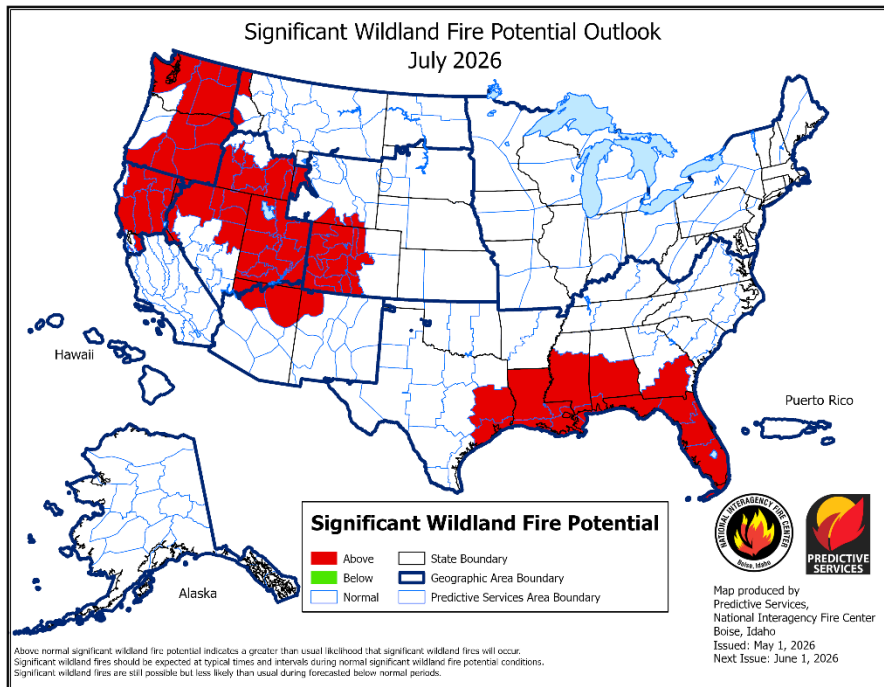 Significant Wildland Fire Potential Outlook
July 2026
Hawaii
Puerto Rico
Alaska
Significant Wildland Fire Potential
Above
State Boundary
Below
Geographic Area Boundary
Normal
Predictive Services Area Boundary
NATIONAL INTERAGENCY FIRE CENTER
Boise, Idaho
PREDICTIVE
SERVICES
Map produced by
Predictive Services,
National Interagency Fire Center
Boise, Idaho
Issued: May 1, 2026
Next Issue: June 1, 2026
Above normal significant wildland fire potential indicates a greater than usual likelihood that significant wildland fires will occur.
Significant wildland fires should be expected at typical times and intervals during normal significant wildland fire potential conditions.
Significant wildland fires are still possible but less likely than usual during forecasted below normal periods.